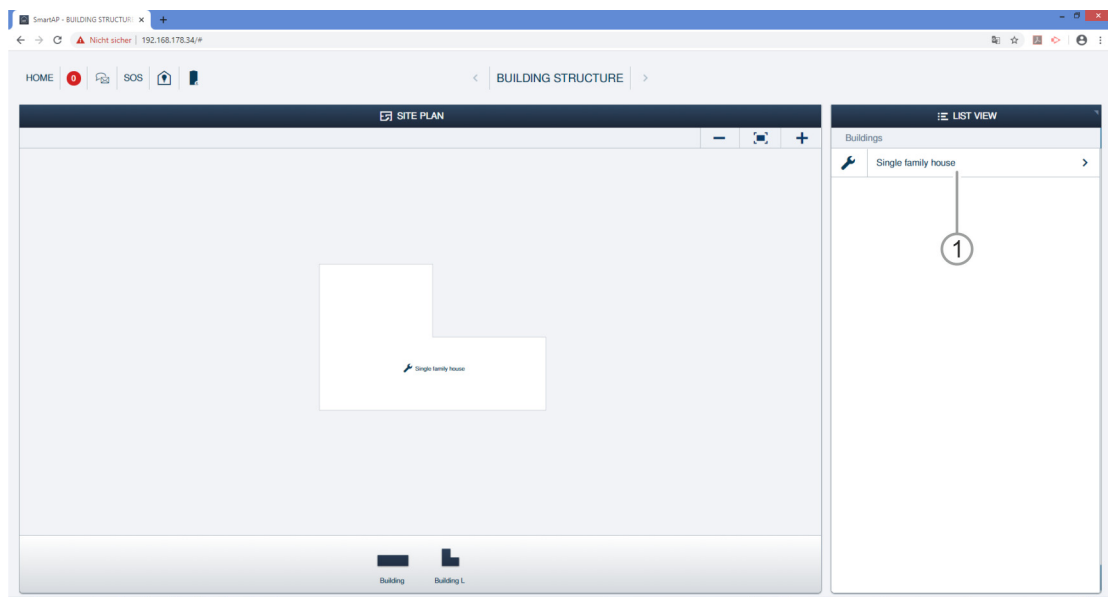 SmartAP - BUILDING STRUCTUR
Nicht sicher | 192.168.178.34/#
HOME 0 SOS
< BUILDING STRUCTURE >
SITE PLAN
LIST VIEW
Buildings
Single family house
1
Single family house
Building
Building L